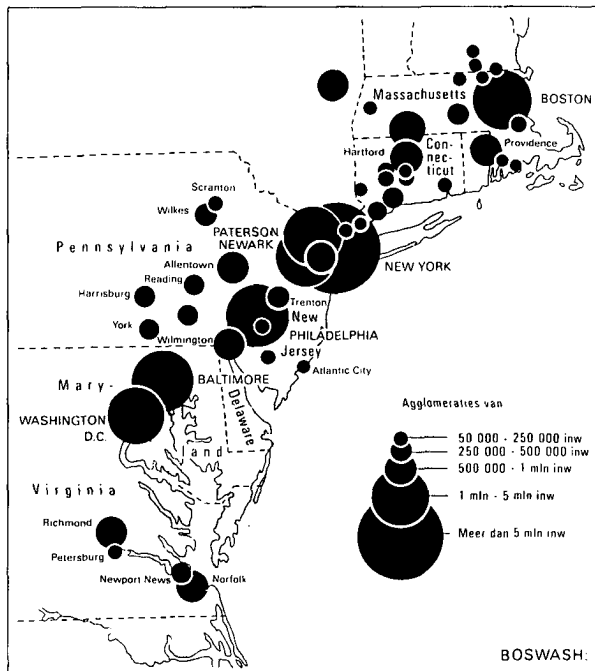 Massachusetts
BOSTON
Hartford
Con-
nec-
ticut
Providence
Scranton
Wilkes
PATERSON
NEWARK
Pennsylvania
NEW YORK
Allentown
Reading
Harrisburg
Trenton
New
York
PHILADELPHIA
Wilmington
Jersey
Atlantic City
BALTIMORE
Mary-
Delaware
WASHINGTON
D.C.
land
Virginia
Richmond
Petersburg
Newport News
Norfolk
Agglomeraties van
50 000 - 250 000 inw
250 000 - 500 000 inw
500 000 - 1 mln inw
1 mln - 5 mln inw
Meer dan 5 mln inw
BOSWASH: